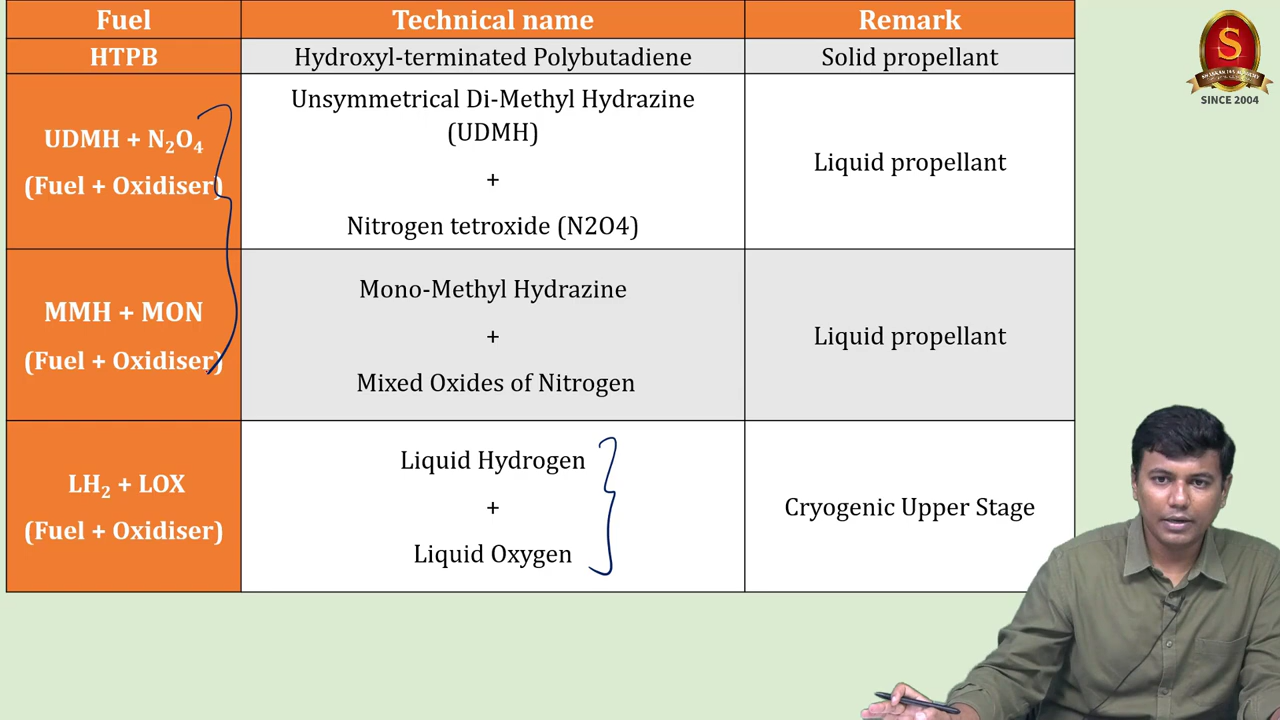 Fuel
Technical name
Remark
HTPB
Hydroxyl-terminated Polybutadiene
Solid propellant
UDMH + N₂O₄
(Fuel + Oxidiser)
Unsymmetrical Di-Methyl Hydrazine
(UDMH)
+
Nitrogen tetroxide (N2O4)
Liquid propellant
MMH + MON
(Fuel + Oxidiser)
Mono-Methyl Hydrazine
+
Mixed Oxides of Nitrogen
Liquid propellant
LH₂ + LOX
(Fuel + Oxidiser)
Liquid Hydrogen
+
Liquid Oxygen
Cryogenic Upper Stage
S
SINCE 2004